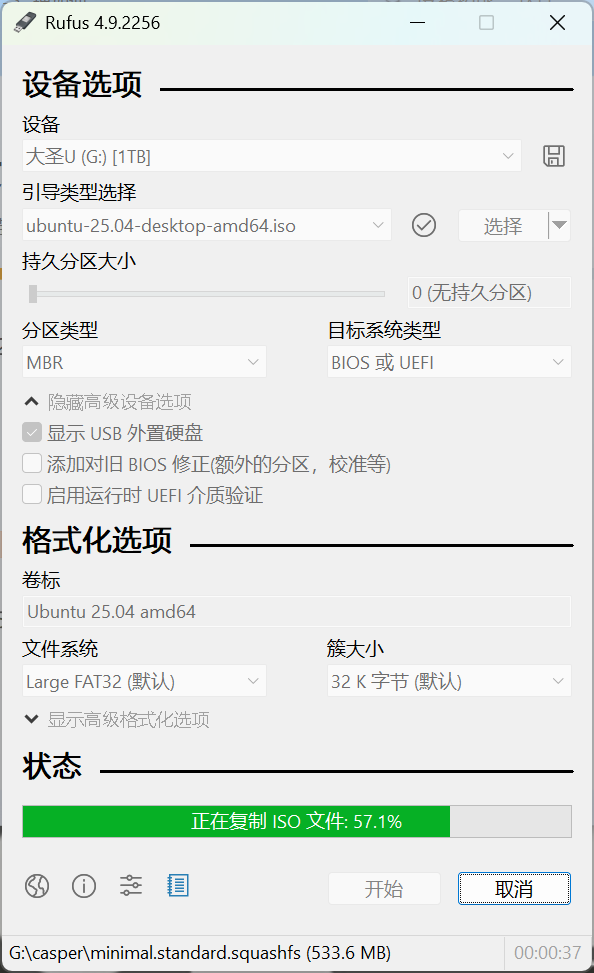 Rufus 4.9.2256
设备选项
设备
大圣U (G:) [1TB]
引导类型选择
ubuntu-25.04-desktop-amd64.iso
选择
持久分区大小
0 (无持久分区)
分区类型
目标系统类型
MBR
BIOS 或 UEFI
隐藏高级设备选项
显示 USB 外置硬盘
添加对旧 BIOS 修正(额外的分区，校准等)
启用运行时 UEFI 介质验证
格式化选项
卷标
Ubuntu 25.04 amd64
文件系统
簇大小
Large FAT32 (默认)
32 K 字节 (默认)
显示高级格式化选项
状态
正在复制 ISO 文件: 57.1%
开始
取消
G:\casper\minimal.standard.squashfs (533.6 MB)
00:00:37